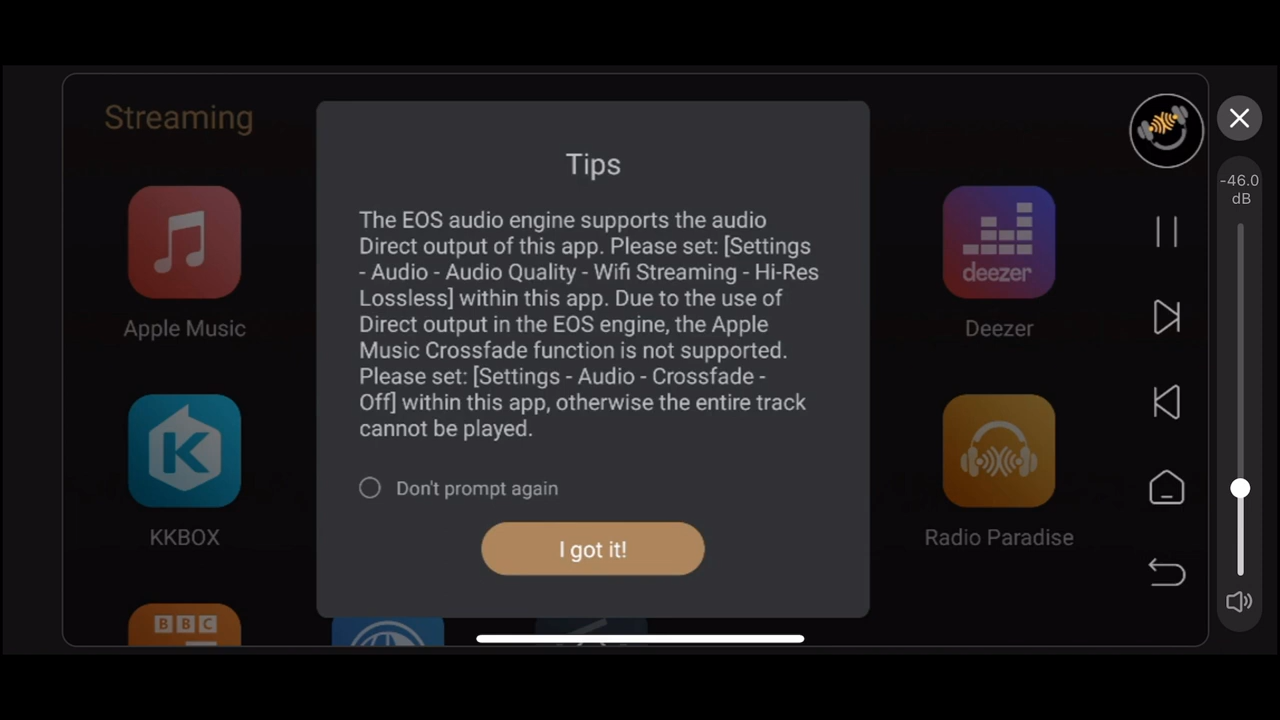 Streaming
Tips
The EOS audio engine supports the audio
Direct output of this app. Please set: [Settings
- Audio - Audio Quality - Wifi Streaming - Hi-Res
Lossless] within this app. Due to the use of
Direct output in the EOS engine, the Apple
Music Crossfade function is not supported.
Please set: [Settings - Audio - Crossfade -
Off] within this app, otherwise the entire track
cannot be played.
Don't prompt again
I got it!
Apple Music
deezer
Deezer
K
KKBOX
Radio Paradise
BBC
-46.0
dB